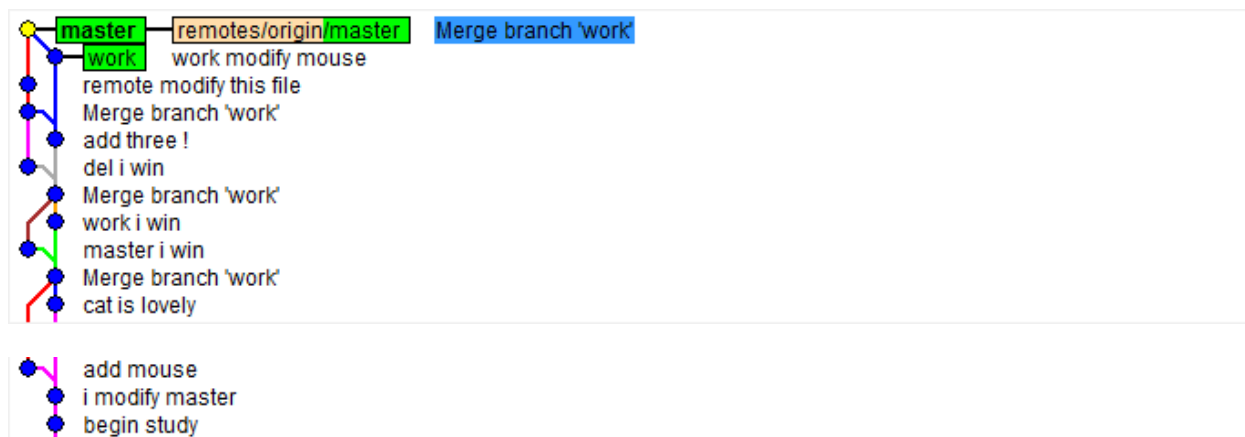 master remotes/origin/master Merge branch 'work'
work work modify mouse
remote modify this file
Merge branch 'work'
add three !
del i win
Merge branch 'work'
work i win
master i win
Merge branch 'work'
cat is lovely
add mouse
i modify master
begin study